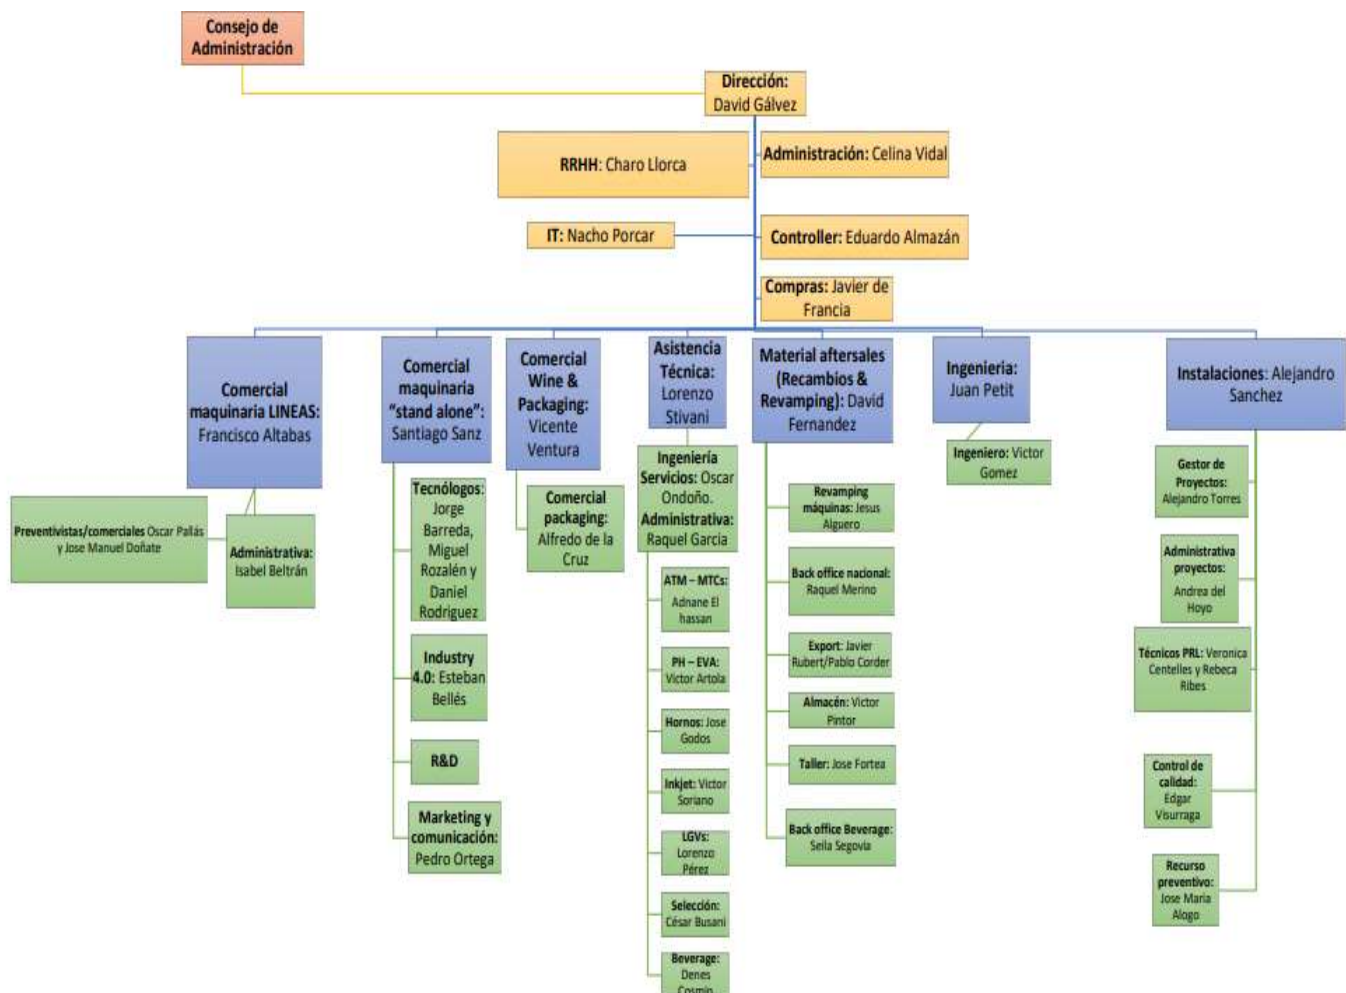 Consejo de
Administración
Dirección:
David Gálvez
RRHH: Charo Llorca
Administración: Celina Vidal
IT: Nacho Porcar
Controller: Eduardo Almazán
Compras: Javier de
Francia
Comercial
maquinaria LINEAS:
Francisco Altabas
Preventivistas/comerciales Oscar Pallás
y Jose Manuel Doñate
Administrativa:
Isabel Beltrán
Comercial
maquinaria
“stand alone”:
Santiago Sanz
Tecnólogos:
Jorge
Barreda,
Miguel
Rozalén y
Daniel
Rodriguez
Industry
4.0: Esteban
Bellés
R&D
Marketing y
comunicación:
Pedro Ortega
Comercial
Wine &
Packaging:
Vicente
Ventura
Comercial
packaging:
Alfredo de la
Cruz
Asistencia
Técnica:
Lorenzo
Stivani
Ingeniería
Servicios: Oscar
Ondoño.
Administrativa:
Raquel García
ATM – MTCs:
Adnane El
hassan
PH – EVA:
Victor Artola
Hornos: Jose
Godos
Inkjet: Victor
Soriano
LGVs:
Lorenzo
Pérez
Selección:
César Busani
Beverage:
Denes
Cosmin
Material aftersales
(Recambios &
Revamping): David
Fernandez
Revamping
máquinas: Jesus
Alguero
Back office nacional:
Raquel Merino
Export: Javier
Rubert/Pablo Corder
Almacén: Victor
Pintor
Taller: Jose Fortea
Back office Beverage:
Seila Segovia
Ingenieria:
Juan Petit
Ingeniero: Victor
Gomez
Instalaciones: Alejandro
Sanchez
Gestor de
Proyectos:
Alejandro Torres
Administrativa
proyectos:
Andrea del
Hoyo
Técnicos PRL: Veronica
Centelles y Rebeca
Ribes
Control de
calidad:
Edgar
Visurraga
Recurso
preventivo:
Jose Maria
Alogo